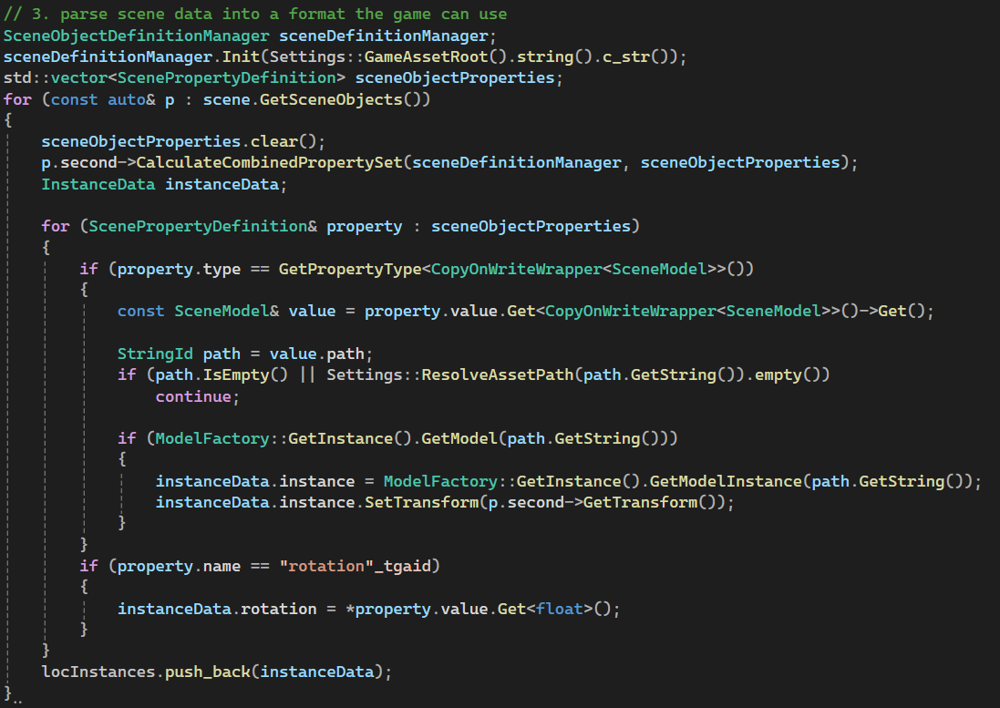 // 3. parse scene data into a format the game can use
SceneObjectDefinitionManager sceneDefinitionManager;
sceneDefinitionManager.Init(Settings::GameAssetRoot().string().c_str());
std::vector<ScenePropertyDefinition> sceneObjectProperties;
for (const auto& p : scene.GetSceneObjects())
{
    sceneObjectProperties.clear();
    p.second->CalculateCombinedPropertySet(sceneDefinitionManager, sceneObjectProperties);
    InstanceData instanceData;

    for (ScenePropertyDefinition& property : sceneObjectProperties)
    {
        if (property.type == GetPropertyType<CopyOnWriteWrapper<SceneModel>>())
        {
            const SceneModel& value = property.value.Get<CopyOnWriteWrapper<SceneModel>>()->Get();

            StringId path = value.path;
            if (path.IsEmpty() || Settings::ResolveAssetPath(path.GetString()).empty())
                continue;

            if (ModelFactory::GetInstance().GetModel(path.GetString()))
            {
                instanceData.instance = ModelFactory::GetInstance().GetModelInstance(path.GetString());
                instanceData.instance.SetTransform(p.second->GetTransform());
            }
        }
        if (property.name == "rotation"_tgaid)
        {
            instanceData.rotation = *property.value.Get<float>();
        }
    }
    locInstances.push_back(instanceData);
}